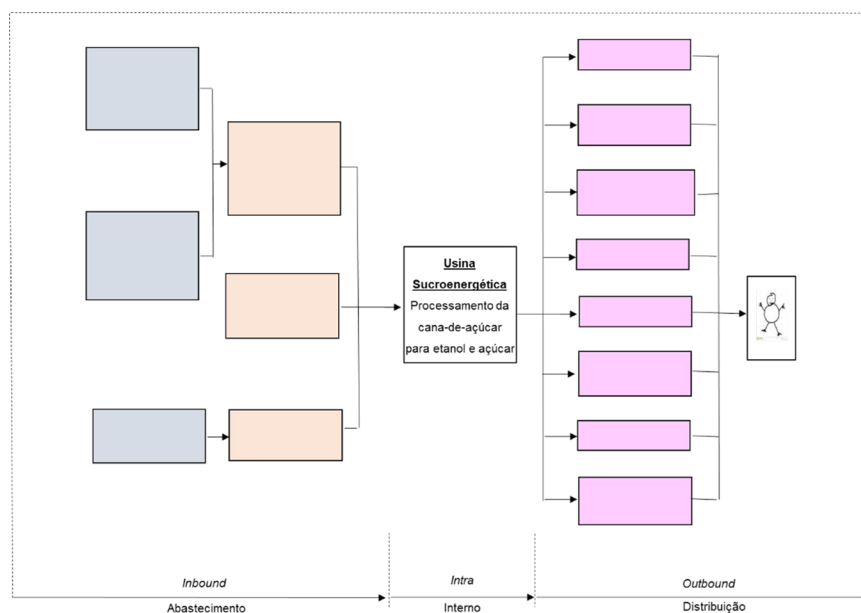 Usina
Sucroenergética
Processamento da
cana-de-açúcar
para etanol e açúcar
Inbound
Intra
Outbound
Abastecimento
Interno
Distribuição